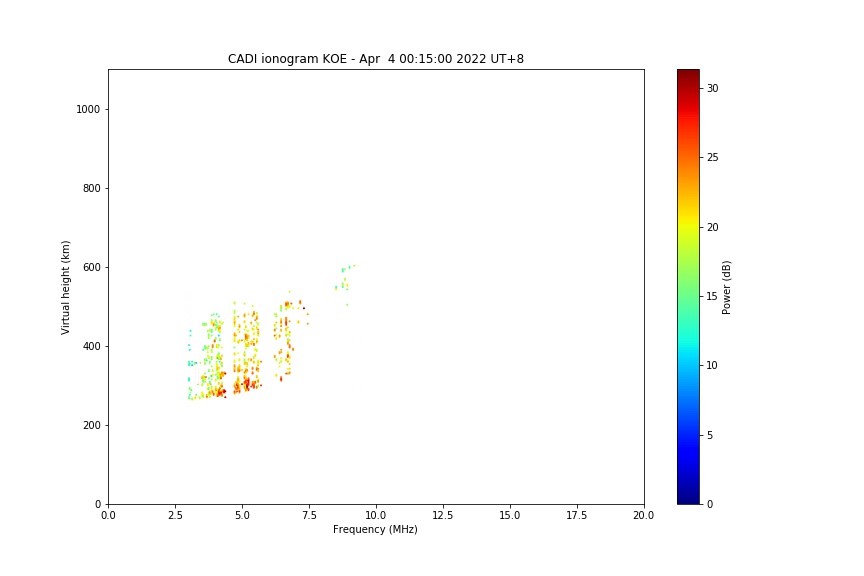 CADI ionogram KOE - Apr  4 00:15:00 2022 UT+8
1000
800
600
400
200
0
Virtual height (km)
0.0 2.5 5.0 7.5 10.0 12.5 15.0 17.5 20.0
Frequency (MHz)
30
25
20
15
10
5
0
Power (dB)